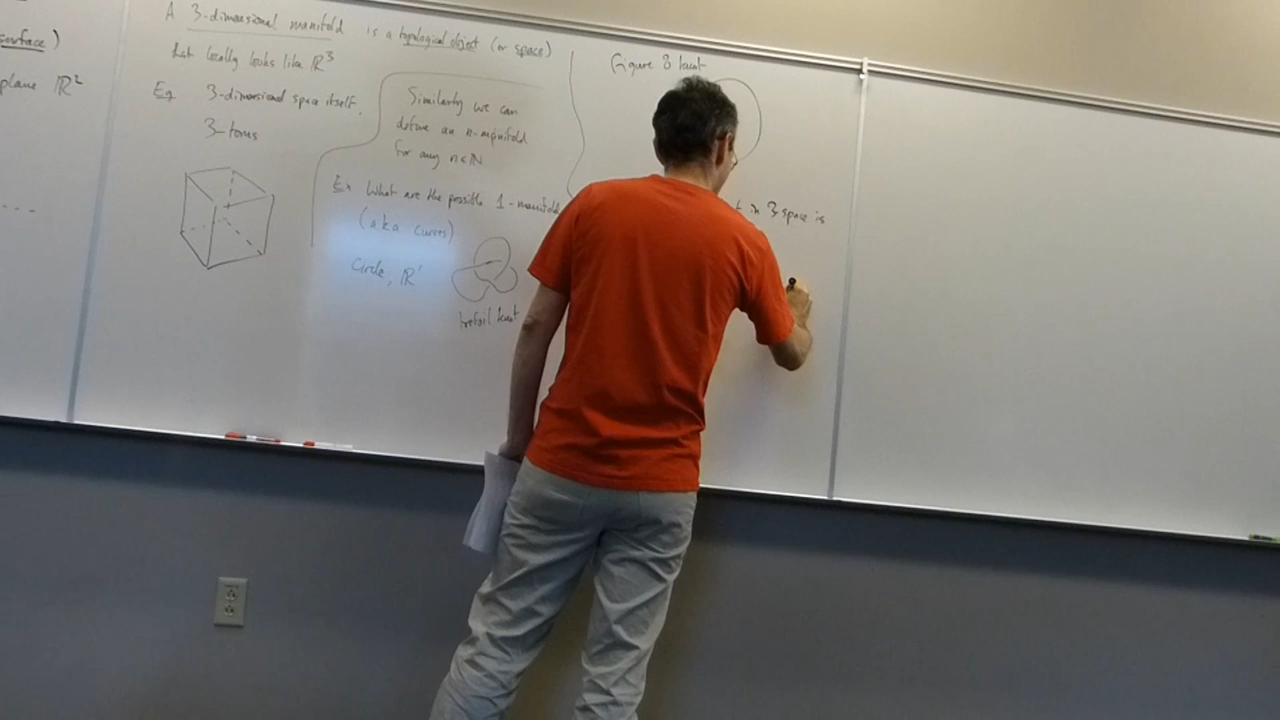 surface)
plane ℝ²
A 3-dimensional manifold is a topological object (or space)
that locally looks like ℝ³
Eg 3-dimensional space itself.
3-torus
Similarly we can
define an n-manifold
for any n∈ℕ
Ex What are the possible 1-manifold
(aka curves)
Circle, ℝ¹
trefoil knot
Figure 8 knot
in 3-space is